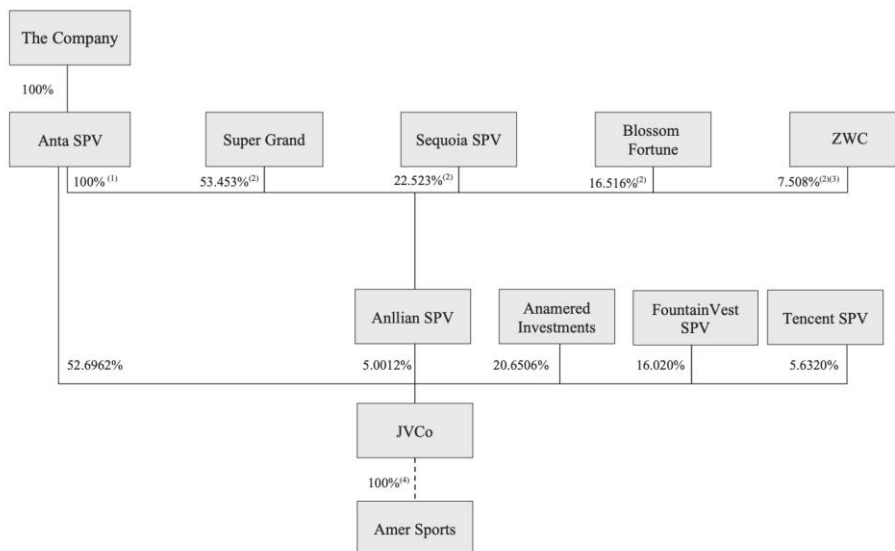 The Company
100%
Anta SPV
Super Grand
Sequoia SPV
Blossom
Fortune
ZWC
100% (1)
53.453%(2)
22.523%(2)
16.516%(2)
7.508%(2)(3)
Anllian SPV
Anamered
Investments
FountainVest
SPV
Tencent SPV
52.6962%
5.0012%
20.6506%
16.020%
5.6320%
JVCo
100%(4)
Amer Sports